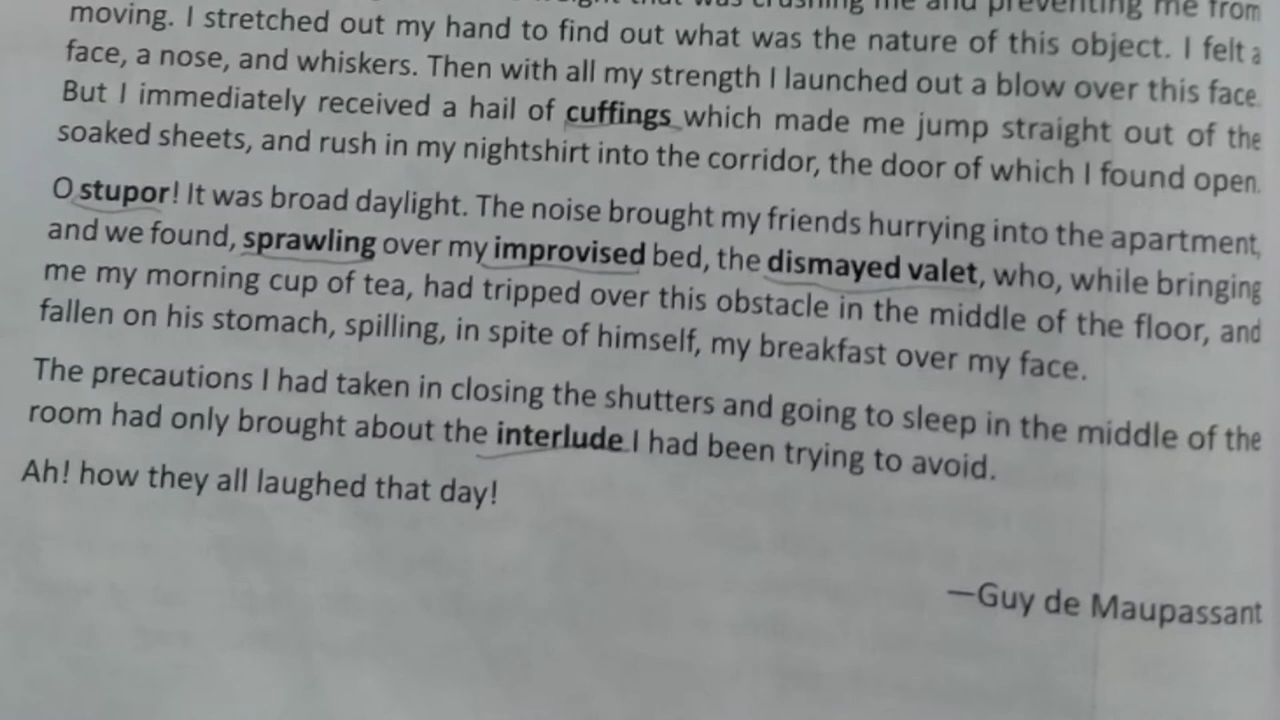 was crushing me and preventing me from
moving. I stretched out my hand to find out what was the nature of this object. I felt a
face, a nose, and whiskers. Then with all my strength I launched out a blow over this face.
But I immediately received a hail of cuffings which made me jump straight out of the
soaked sheets, and rush in my nightshirt into the corridor, the door of which I found open.
O stupor! It was broad daylight. The noise brought my friends hurrying into the apartment,
and we found, sprawling over my improvised bed, the dismayed valet, who, while bringing
me my morning cup of tea, had tripped over this obstacle in the middle of the floor, and
fallen on his stomach, spilling, in spite of himself, my breakfast over my face.
The precautions I had taken in closing the shutters and going to sleep in the middle of the
room had only brought about the interlude I had been trying to avoid.
Ah! how they all laughed that day!
—Guy de Maupassant